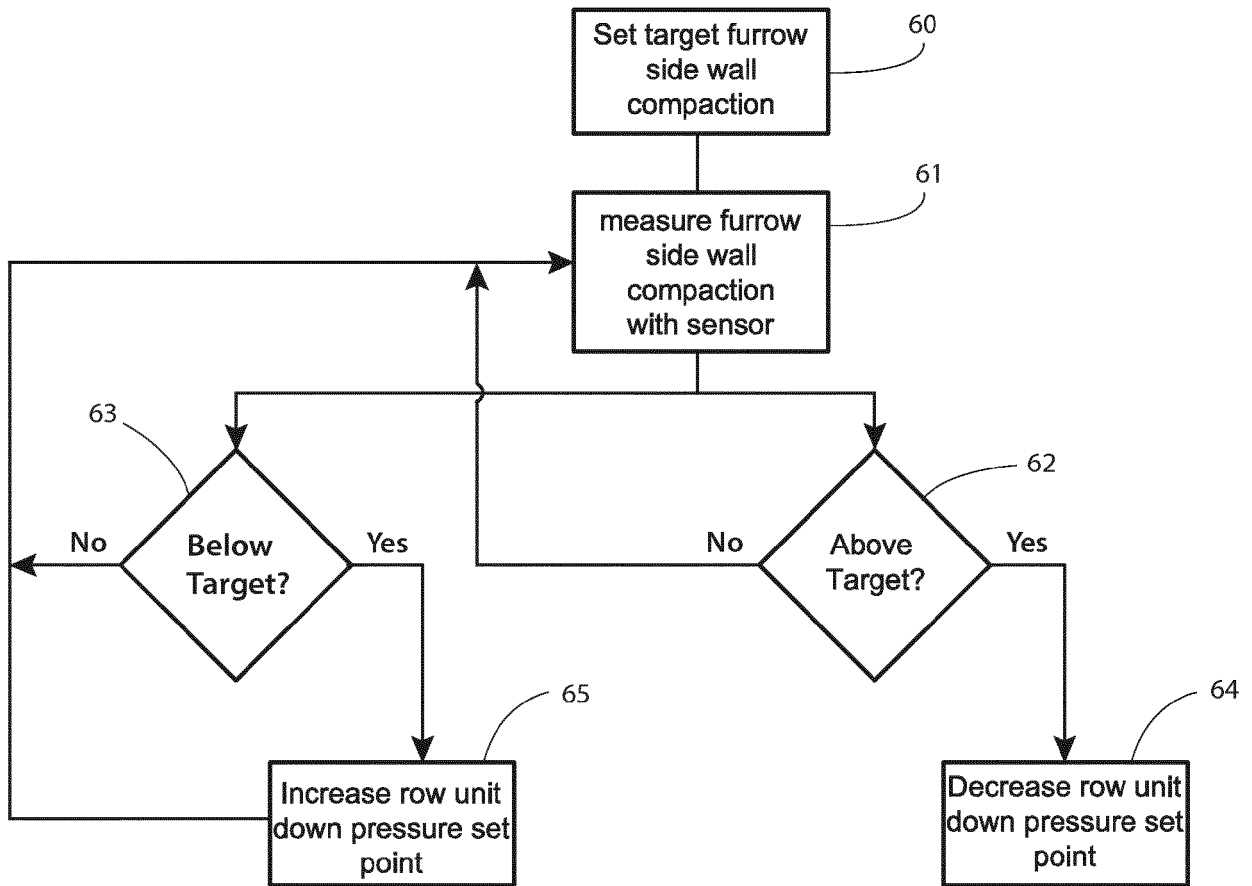 Set target furrow
side wall
compaction
60
measure furrow
side wall
compaction
with sensor
61
63
Below
Target?
No
Yes
62
Above
Target?
No
Yes
65
Increase row unit
down pressure set
point
64
Decrease row unit
down pressure set
point